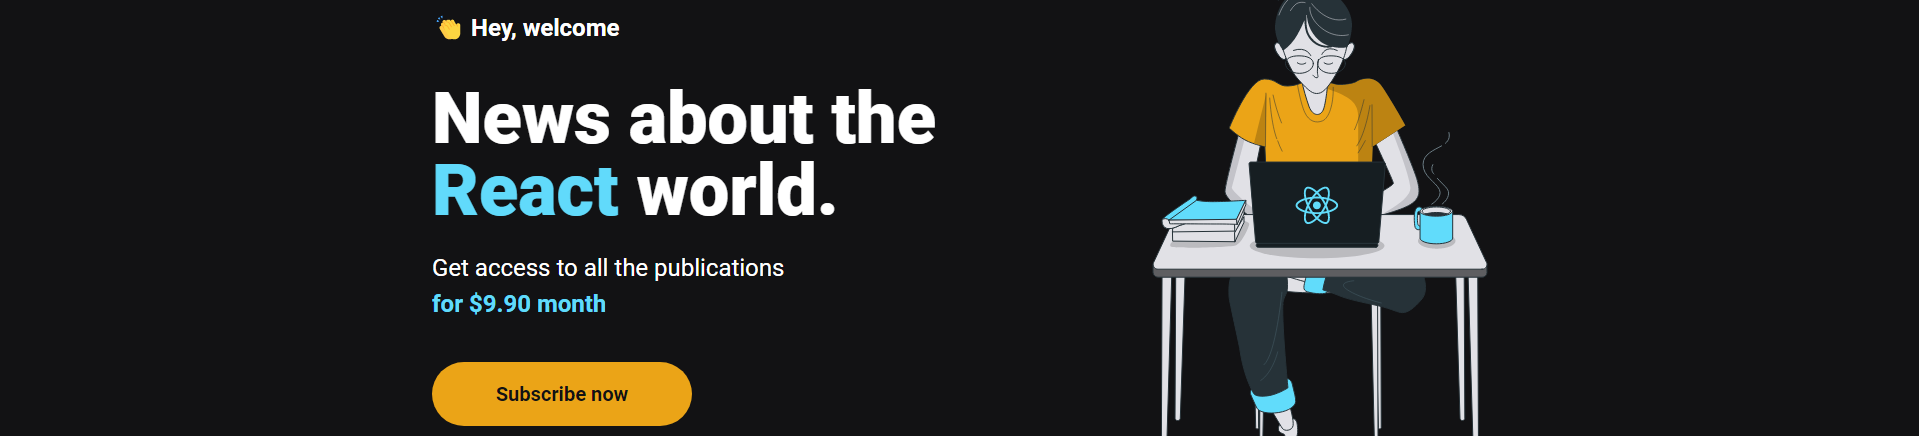 👏 Hey, welcome
News about the
React world.
Get access to all the publications
for $9.90 month
Subscribe now